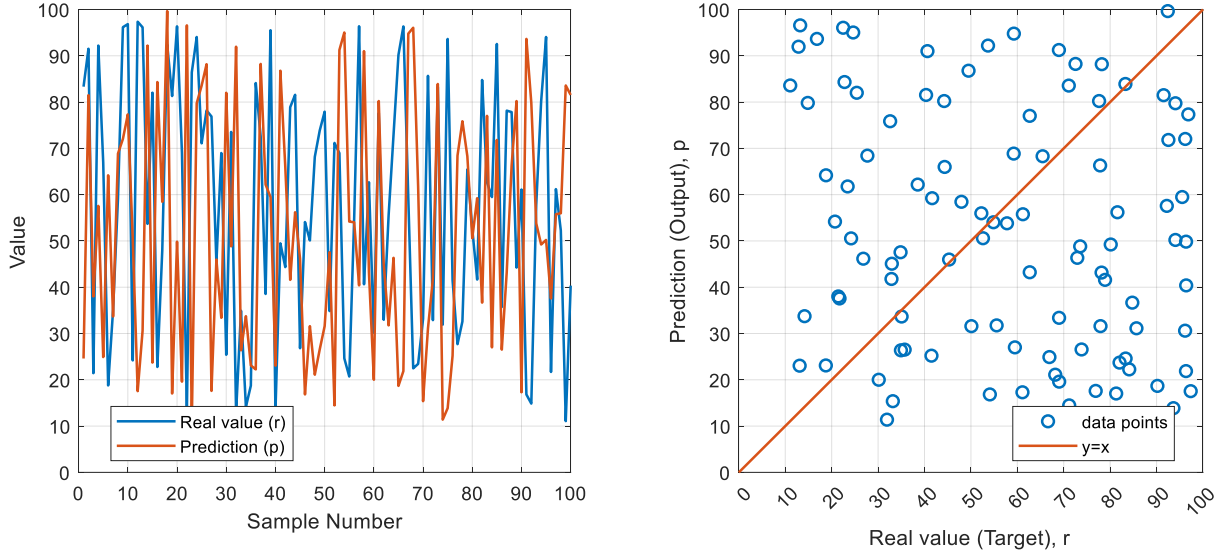 100
90
80
70
60
50
40
30
20
10
0
Value
0 10 20 30 40 50 60 70 80 90 100
Sample Number
Real value (r)
Prediction (p)
100
90
80
70
60
50
40
30
20
10
0
Prediction (Output), p
0 10 20 30 40 50 60 70 80 90 100
Real value (Target), r
data points
y=x